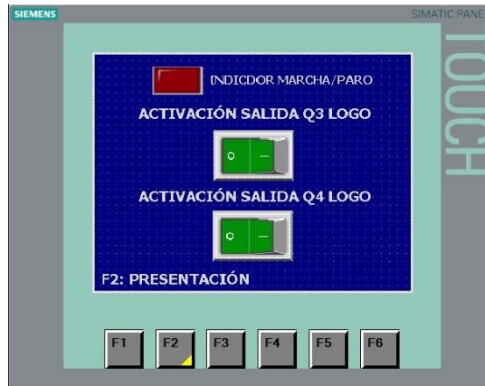 SIEMENS
SIMATIC PANE
TOUCH
INDICDOR MARCHA/PARO
ACTIVACIÓN SALIDA Q3 LOGO
ACTIVACIÓN SALIDA Q4 LOGO
F2: PRESENTACIÓN
F1 F2 F3 F4 F5 F6